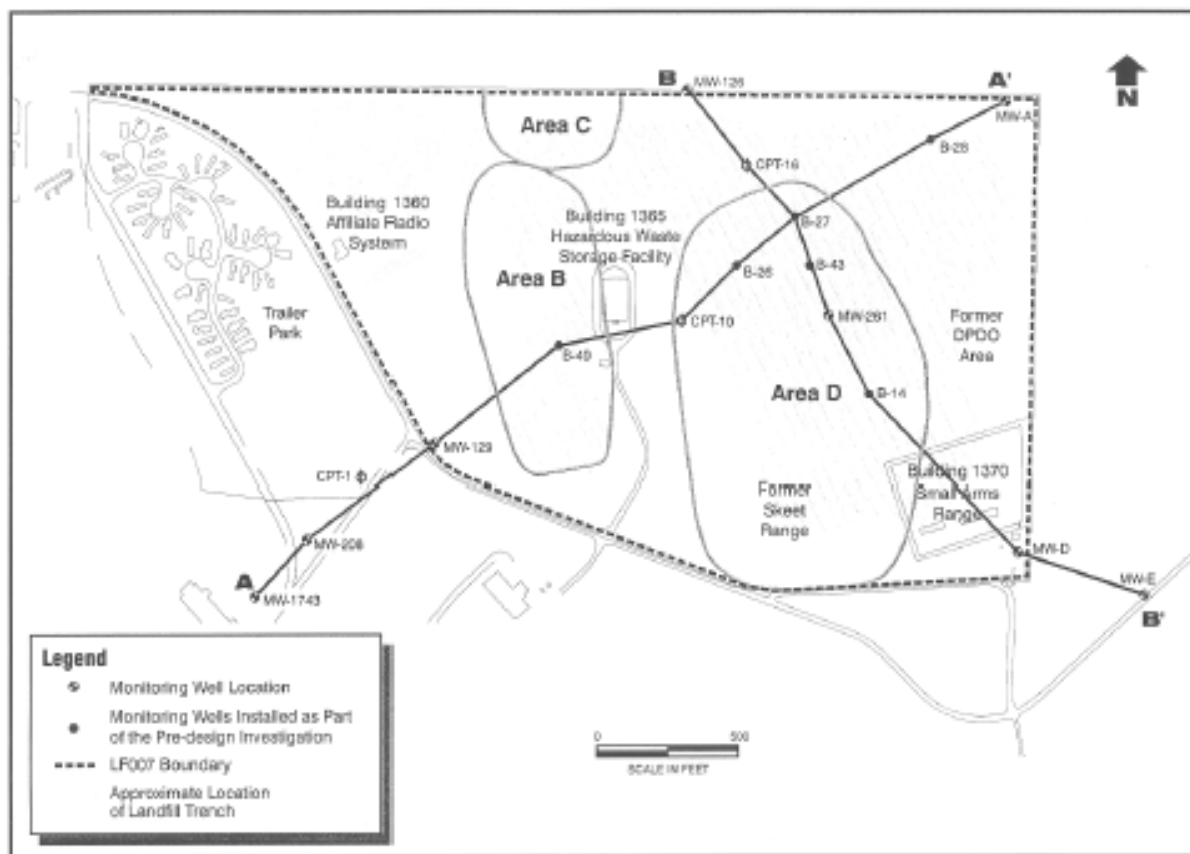 B
MW-126
A'
MW-A
N
Area C
B-28
CPT-16
Building 1360
Affiliate Radio
System
Building 1365
Hazardous Waste
Storage Facility
B-27
Area B
B-26
B-43
Trailer
Park
CPT-10
MW-261
Former
DPDO
Area
B-49
Area D
B-14
MW-129
CPT-1
Building 1370
Small Arms
Range
Former
Skeet
Range
MW-208
MW-D
A
MW-1743
MW-E
B'
Legend
Monitoring Well Location
Monitoring Wells Installed as Part
of the Pre-design Investigation
LF007 Boundary
Approximate Location
of Landfill Trench
0 500
SCALE IN FEET